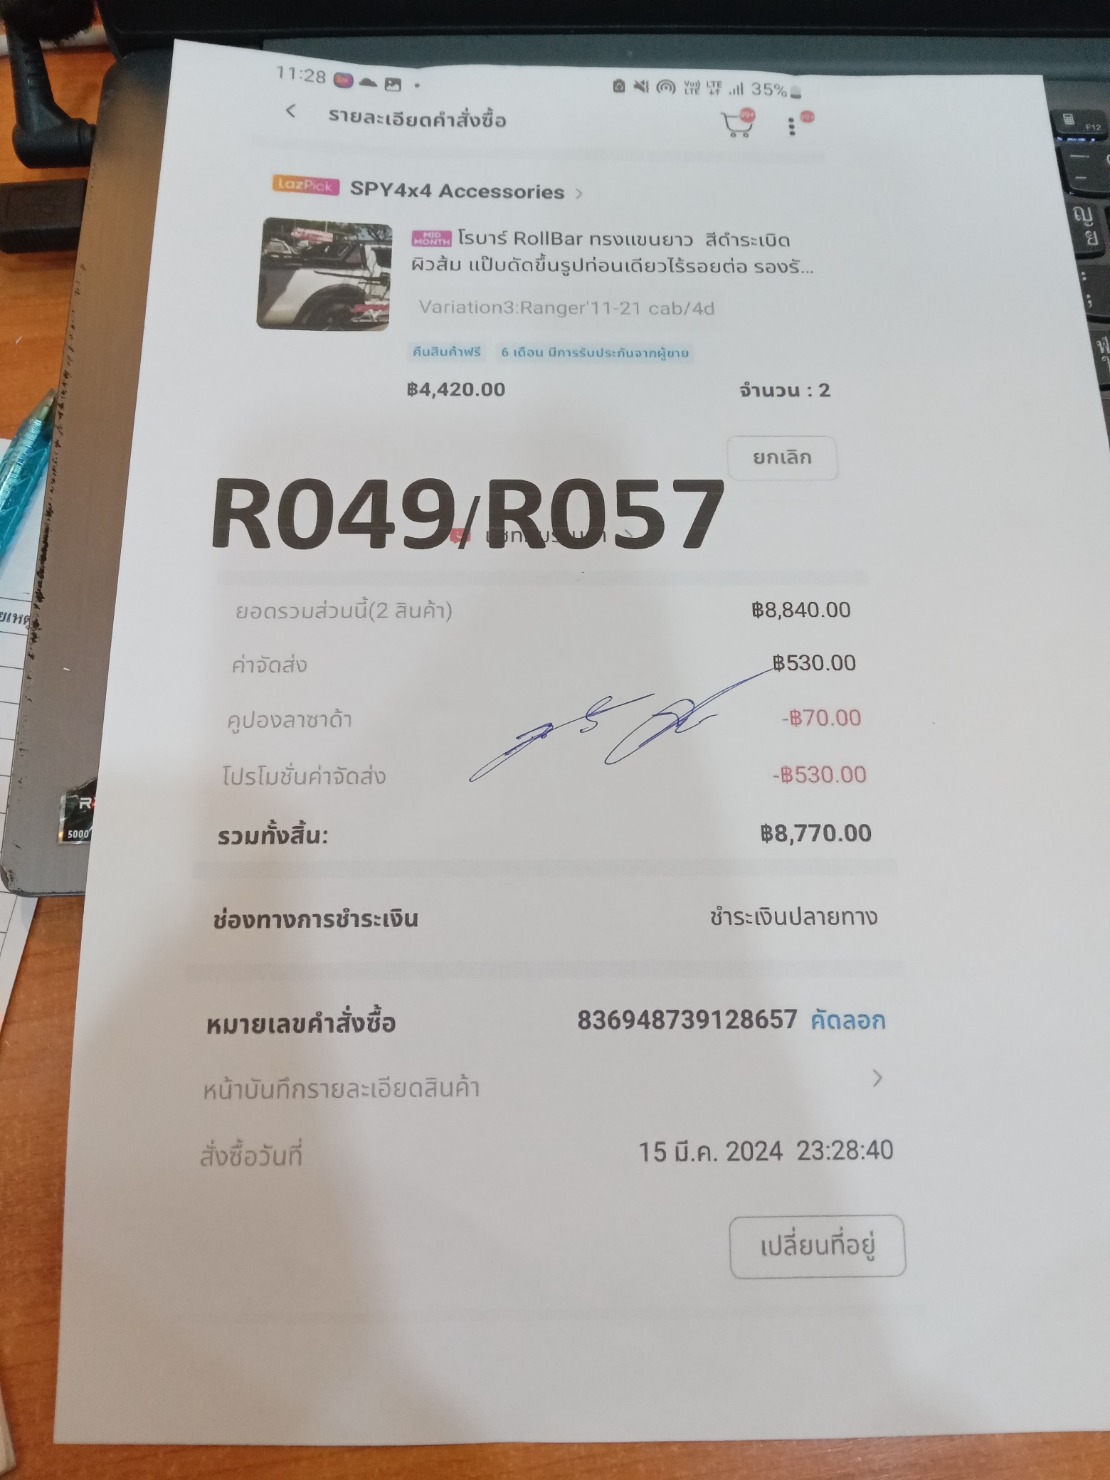 11:28
35%
รายละเอียดคำสั่งซื้อ
LazPick SPY4x4 Accessories >
MID MONTH โรบาร์ RollBar ทรงแขนยาว สีดำระเบิด
ผิวส้ม แป๊บดัดขึ้นรูปท่อนเดียวไร้รอยต่อ รองรั...
Variation3:Ranger'11-21 cab/4d
คืนสินค้าฟรี 6 เดือน มีการรับประกันจากผู้ขาย
฿4,420.00 จำนวน : 2
ยกเลิก
R049/R057
ยอดรวมส่วนนี้(2 สินค้า) ฿8,840.00
ค่าจัดส่ง ฿530.00
คูปองลาซาด้า -฿70.00
โปรโมชั่นค่าจัดส่ง -฿530.00
รวมทั้งสิ้น: ฿8,770.00
ช่องทางการชำระเงิน ชำระเงินปลายทาง
หมายเลขคำสั่งซื้อ 836948739128657 คัดลอก
หน้าบันทึกรายละเอียดสินค้า >
สั่งซื้อวันที่ 15 มี.ค. 2024 23:28:40
เปลี่ยนที่อยู่
F12
5000